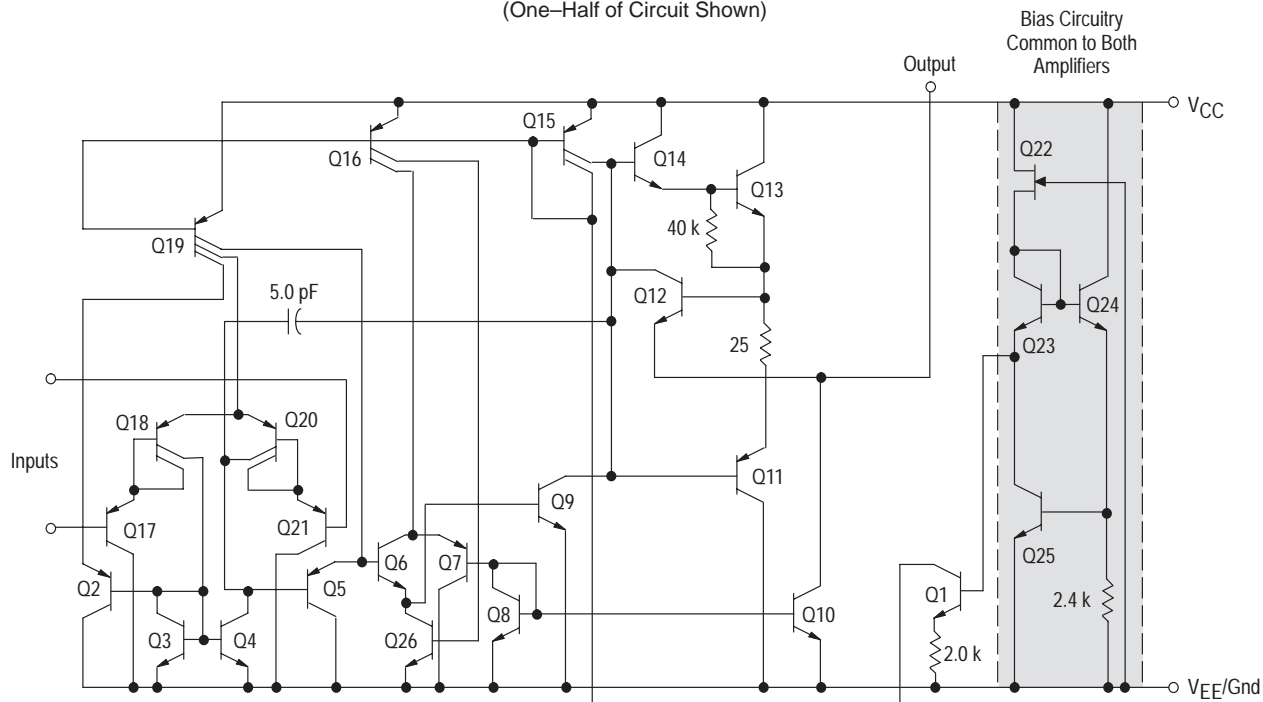 (One–Half of Circuit Shown)
Bias Circuitry
Common to Both
Amplifiers
Output
VCC
Q15
Q22
Q16
Q14
Q13
40 k
Q19
5.0 pF
Q12
Q24
Q23
25
Q18
Q20
Inputs
Q11
Q9
Q17
Q21
Q25
Q6
Q7
Q2
Q5
Q1
2.4 k
Q3
Q4
Q26
Q8
Q10
2.0 k
VEE/Gnd